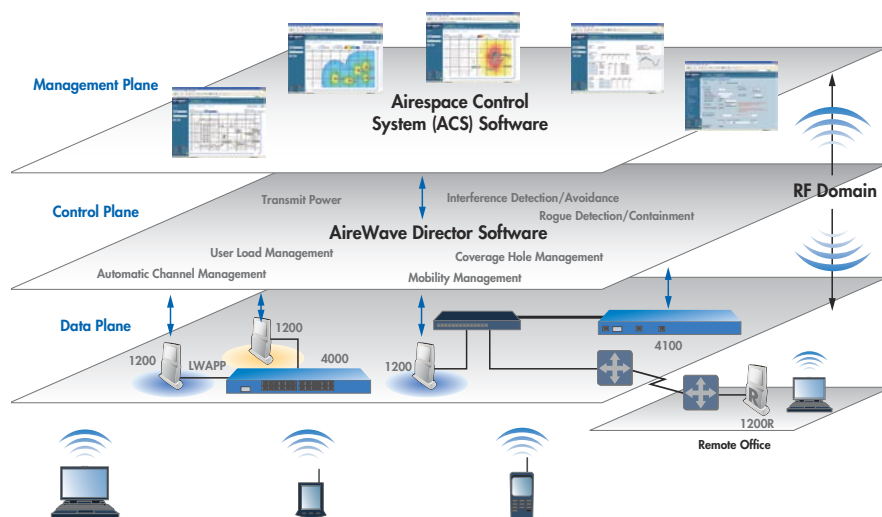 Management Plane
Airespace Control
System (ACS) Software
RF Domain
Control Plane
Transmit Power
Interference Detection/Avoidance
Rogue Detection/Containment
AireWave Director Software
User Load Management
Coverage Hole Management
Automatic Channel Management
Mobility Management
Data Plane
1200
1200
LWAPP
4000
1200
4100
R
1200R
Remote Office